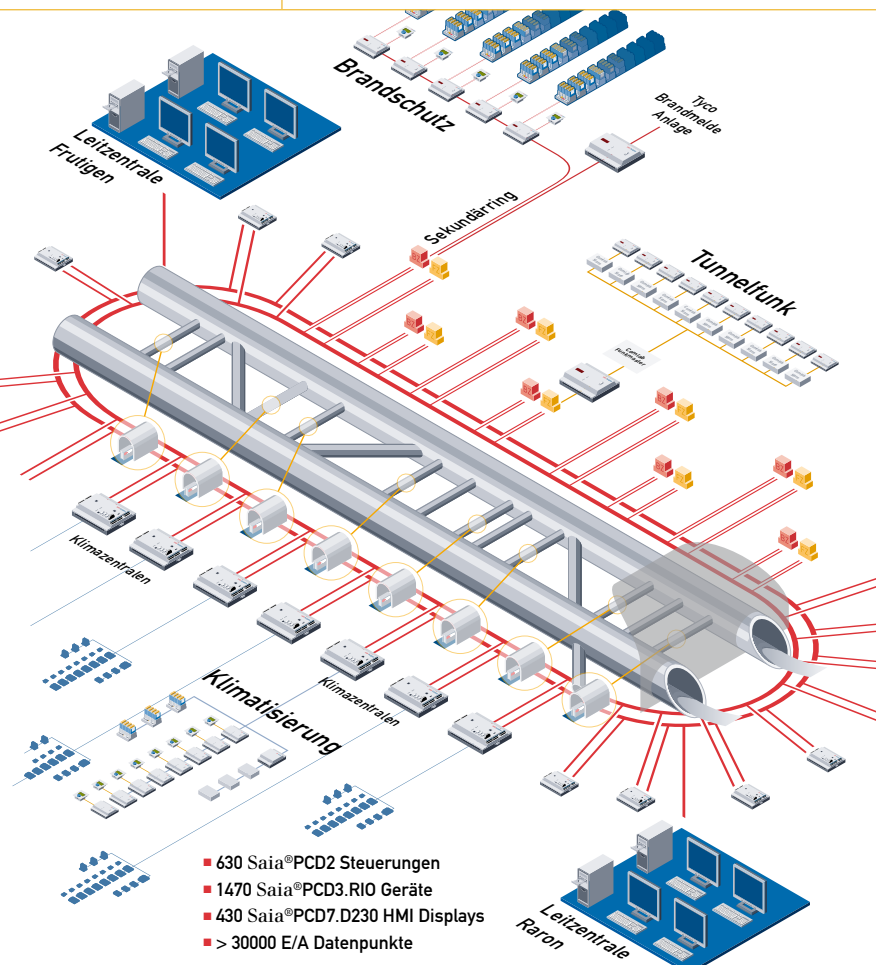 Brandschutz
Tyco
Brandmelde
Anlage
Leitzentrale
Frutigen
Sekundärring
Tunnelfunk
Klimazentralen
Klimatisierung
Klimazentralen
■ 630 Saia®PCD2 Steuerungen
■ 1470 Saia®PCD3.RIO Geräte
■ 430 Saia®PCD7.D230 HMI Displays
■ > 30000 E/A Datenpunkte
Leitzentrale
Raron